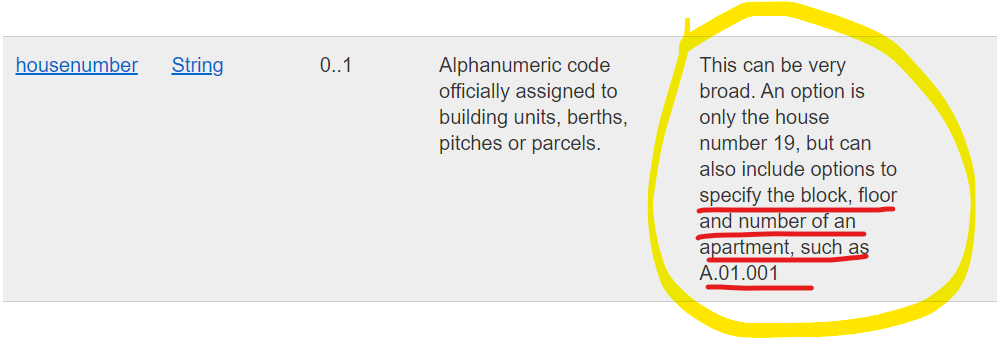 housenumber String 0..1 Alphanumeric code This can be very
officially assigned to broad. An option is
building units, berths, only the house
pitches or parcels. number 19, but can
also include options to
specify the block, floor
and number of an
apartment, such as
A.01.001